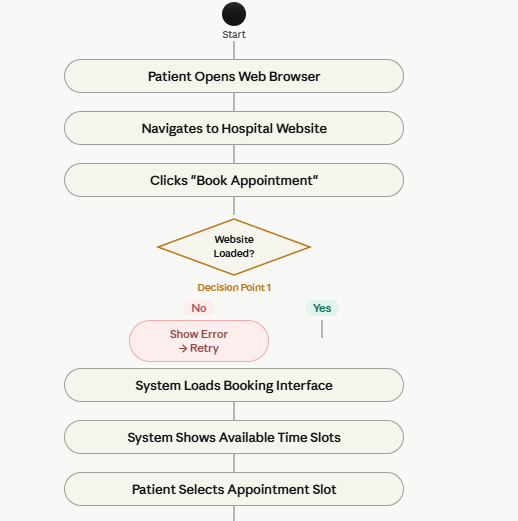 Start
Patient Opens Web Browser
Navigates to Hospital Website
Clicks "Book Appointment"
Website
Loaded?
Decision Point 1
No
Yes
Show Error
→ Retry
System Loads Booking Interface
System Shows Available Time Slots
Patient Selects Appointment Slot